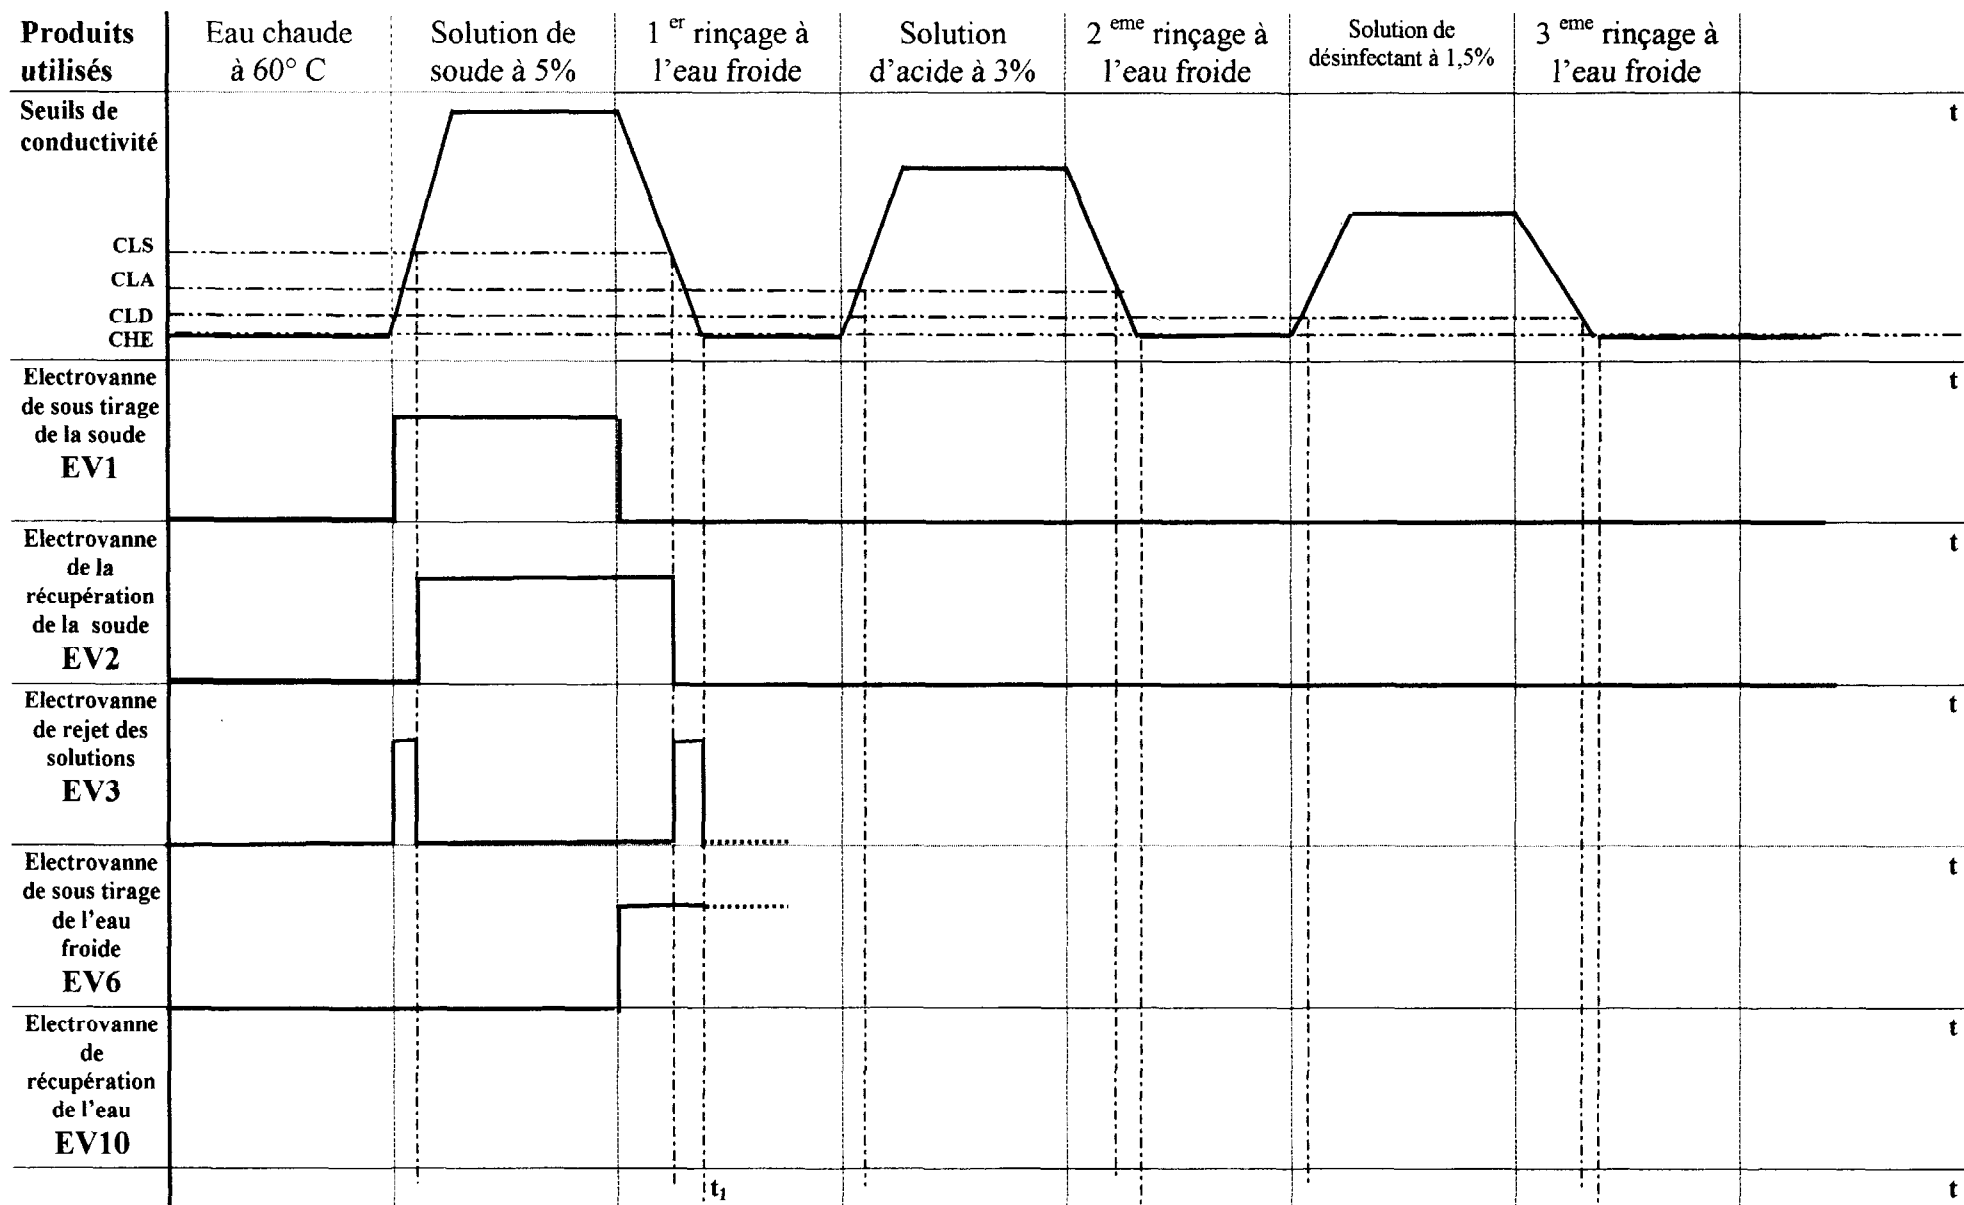 Produits
utilisés
Eau chaude
à 60° C
Solution de
soude à 5%
1 er rinçage à
l'eau froide
Solution
d'acide à 3%
2 eme rinçage à
l'eau froide
Solution de
désinfectant à 1,5%
3 eme rinçage à
l'eau froide
Seuils de
conductivité
t
CLS
CLA
CLD
CHE
Electrovanne
de sous tirage
de la soude
EV1
t
Electrovanne
de la
récupération
de la soude
EV2
t
Electrovanne
de rejet des
solutions
EV3
t
Electrovanne
de sous tirage
de l'eau
froide
EV6
t
Electrovanne
de
récupération
de l'eau
EV10
t
t1
t